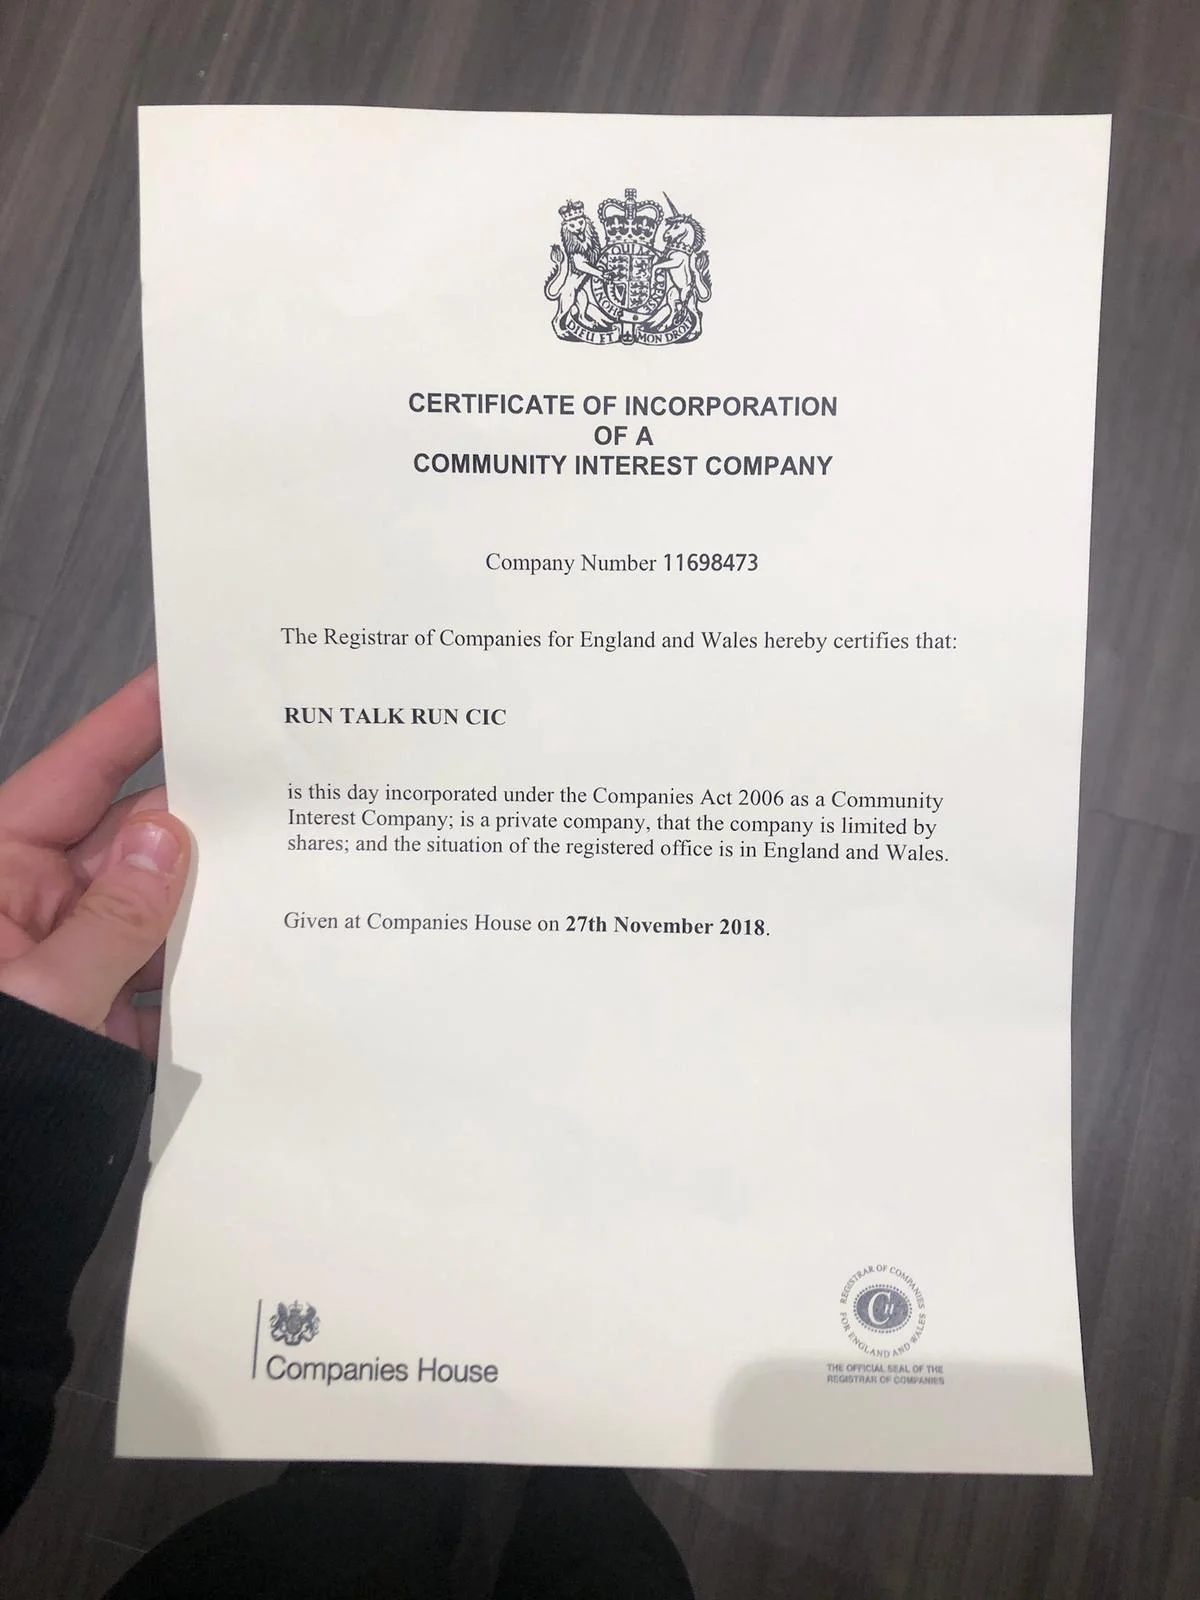 QUI M
HONI
DIEU ET MON DROIT
CERTIFICATE OF INCORPORATION
OF A
COMMUNITY INTEREST COMPANY
Company Number 11698473
The Registrar of Companies for England and Wales hereby certifies that:
RUN TALK RUN CIC
is this day incorporated under the Companies Act 2006 as a Community
Interest Company; is a private company, that the company is limited by
shares; and the situation of the registered office is in England and Wales.
Given at Companies House on 27th November 2018.
Companies House
REGISTRAR OF COMPANIES
FOR ENGLAND AND WALES
CH
THE OFFICIAL SEAL OF THE
REGISTRAR OF COMPANIES